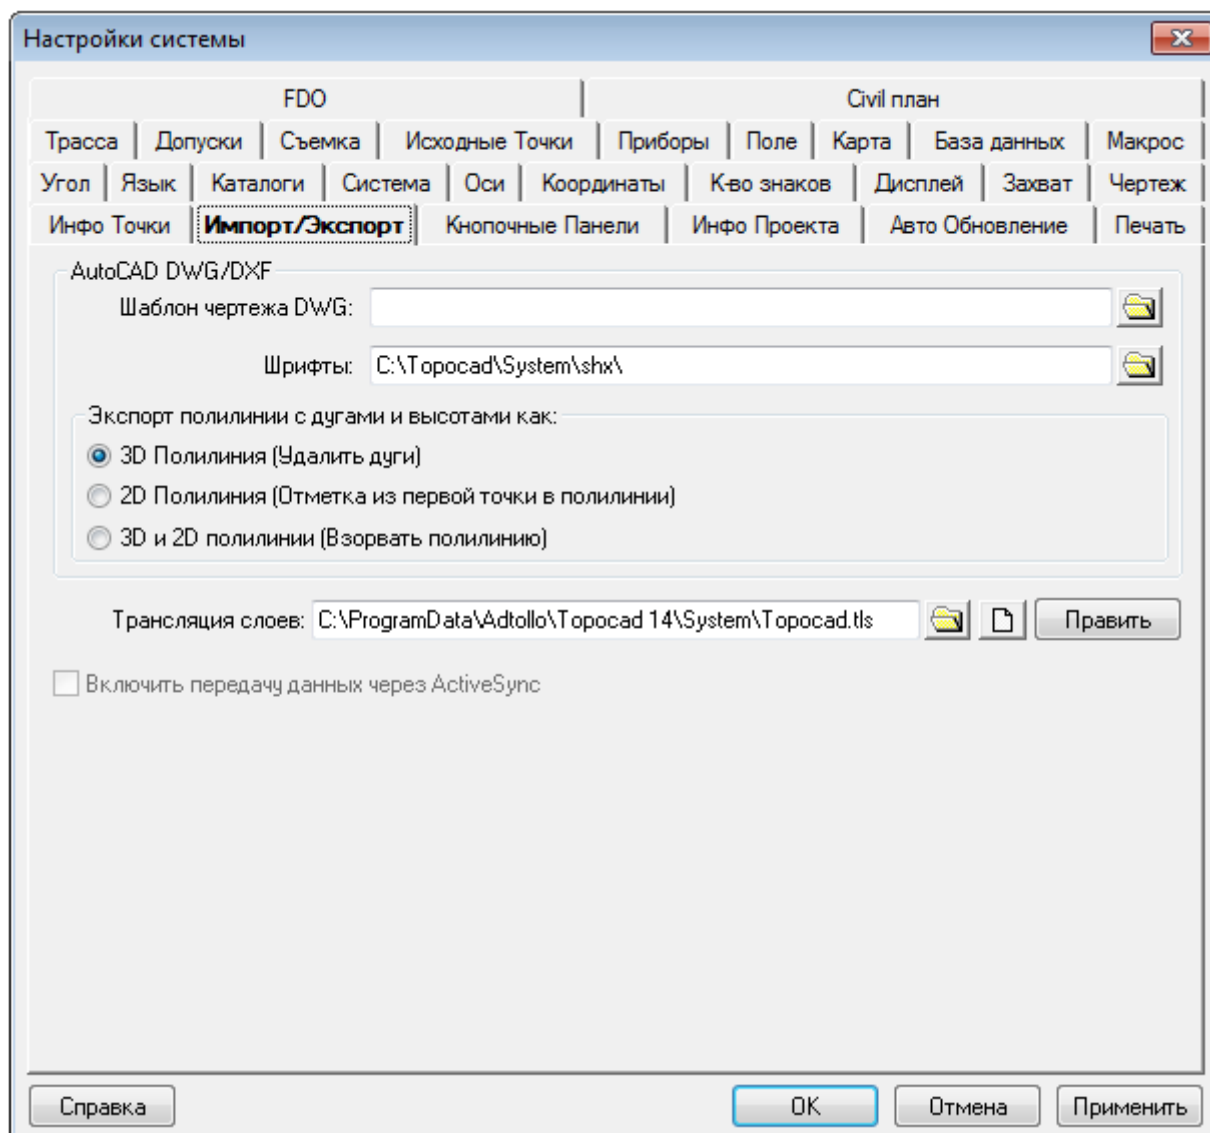 Настройки системы
FDO Civil план
Трасса Допуски Съемка Исходные Точки Приборы Поле Карта База данных Макрос
Угол Язык Каталоги Система Оси Координаты К-во знаков Дисплей Захват Чертеж
Инфо Точки Импорт/Экспорт Кнопочные Панели Инфо Проекта Авто Обновление Печать
AutoCAD DWG/DXF
Шаблон чертежа DWG:
Шрифты: C:\Topocad\System\shx\
Экспорт полилинии с дугами и высотами как:
3D Полилиния (Удалить дуги)
2D Полилиния (Отметка из первой точки в полилинии)
3D и 2D полилинии (Взорвать полилинию)
Трансляция слоев: C:\ProgramData\Adtollo\Topocad 14\System\Topocad.tls Править
Включить передачу данных через ActiveSync
Справка OK Отмена Применить